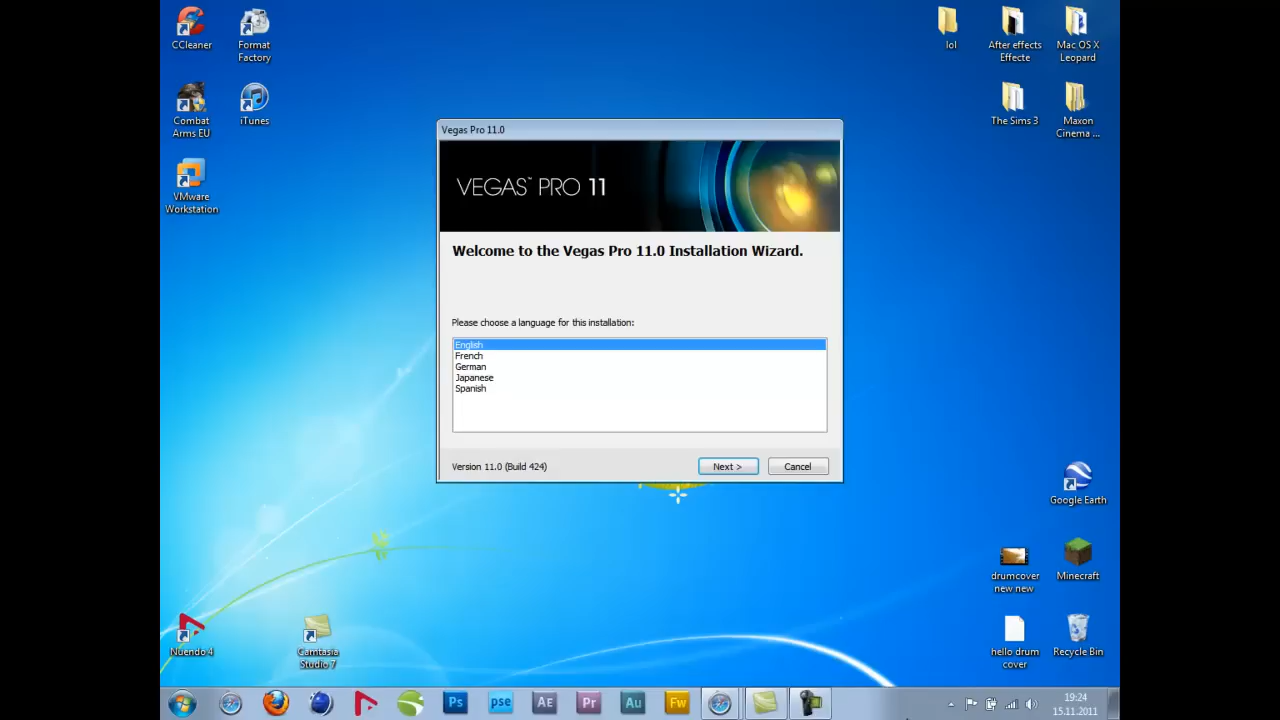 CCleaner
Format
Factory
lol
After effects
Effecte
Mac OS X
Leopard
Combat
Arms EU
iTunes
The Sims 3
Maxon
Cinema ...
VMware
Workstation
Vegas Pro 11.0
VEGAS™ PRO 11
Welcome to the Vegas Pro 11.0 Installation Wizard.
Please choose a language for this installation:
English
French
German
Japanese
Spanish
Version 11.0 (Build 424)
Next >
Cancel
Google Earth
drumcover
new new
Minecraft
Nuendo 4
Camtasia
Studio 7
hello drum
cover
Recycle Bin
Ps
pse
AE
Pr
Au
Fw
19:24
15.11.2011